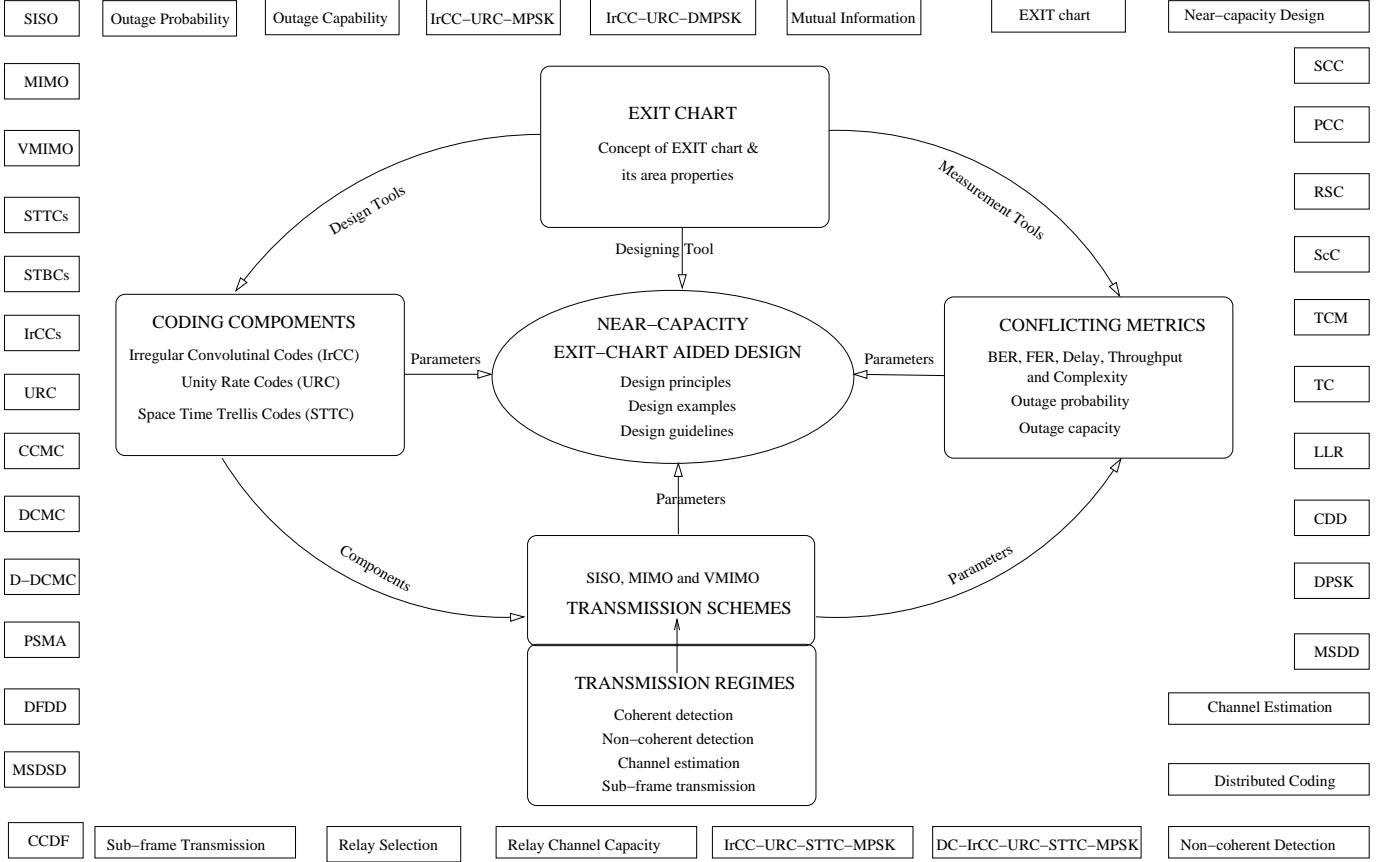 SISO
Outage Probability
Outage Capability
IrCC−URC−MPSK
IrCC−URC−DMPSK
Mutual Information
EXIT chart
Near−capacity Design
MIMO
VMIMO
STTCs
STBCs
IrCCs
URC
CCMC
DCMC
D−DCMC
PSMA
DFDD
MSDSD
CCDF
EXIT CHART
Concept of EXIT chart &
its area properties
Design Tools
Designing Tool
Measurement Tools
CODING COMPOMENTS
Irregular Convolutinal Codes (IrCC)
Unity Rate Codes (URC)
Space Time Trellis Codes (STTC)
Parameters
NEAR−CAPACITY
EXIT−CHART AIDED DESIGN
Design principles
Design examples
Design guidelines
Parameters
CONFLICTING METRICS
BER, FER, Delay, Throughput
and Complexity
Outage probability
Outage capacity
Parameters
Components
Parameters
SISO, MIMO and VMIMO
TRANSMISSION SCHEMES
TRANSMISSION REGIMES
Coherent detection
Non−coherent detection
Channel estimation
Sub−frame transmission
SCC
PCC
RSC
ScC
TCM
TC
LLR
CDD
DPSK
MSDD
Channel Estimation
Distributed Coding
Sub−frame Transmission
Relay Selection
Relay Channel Capacity
IrCC−URC−STTC−MPSK
DC−IrCC−URC−STTC−MPSK
Non−coherent Detection